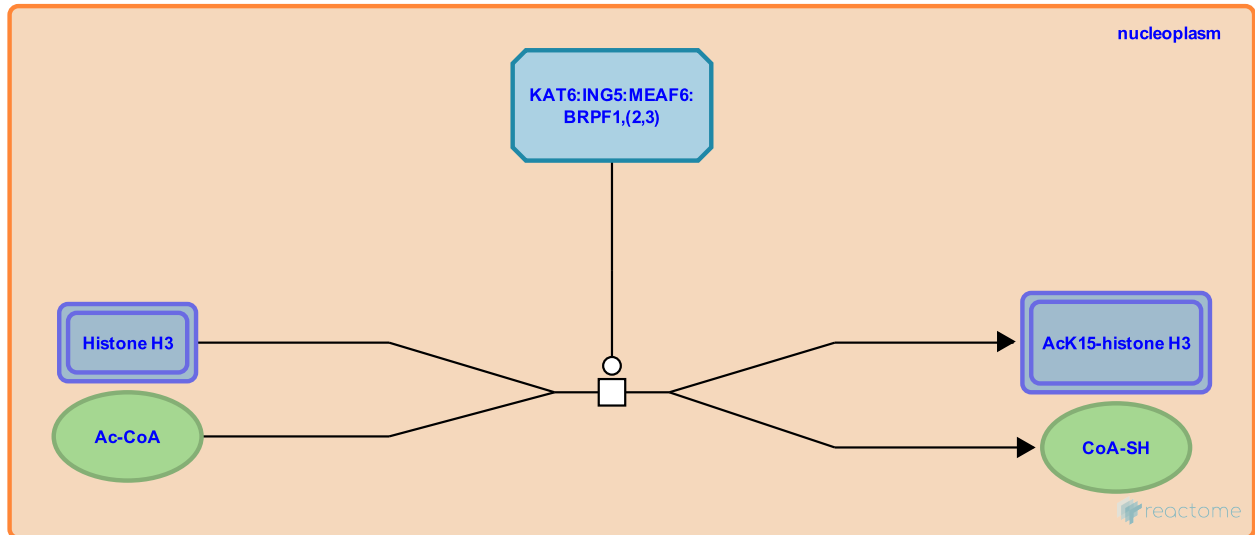 nucleoplasm
KAT6:ING5:MEAF6:
BRPF1,(2,3)
Histone H3
AcK15-histone H3
Ac-CoA
CoA-SH
reactome